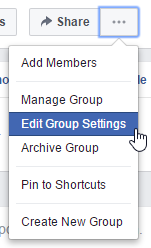 s
Share
...
Add Members
Manage Group
Edit Group Settings
Archive Group
Pin to Shortcuts
Create New Group